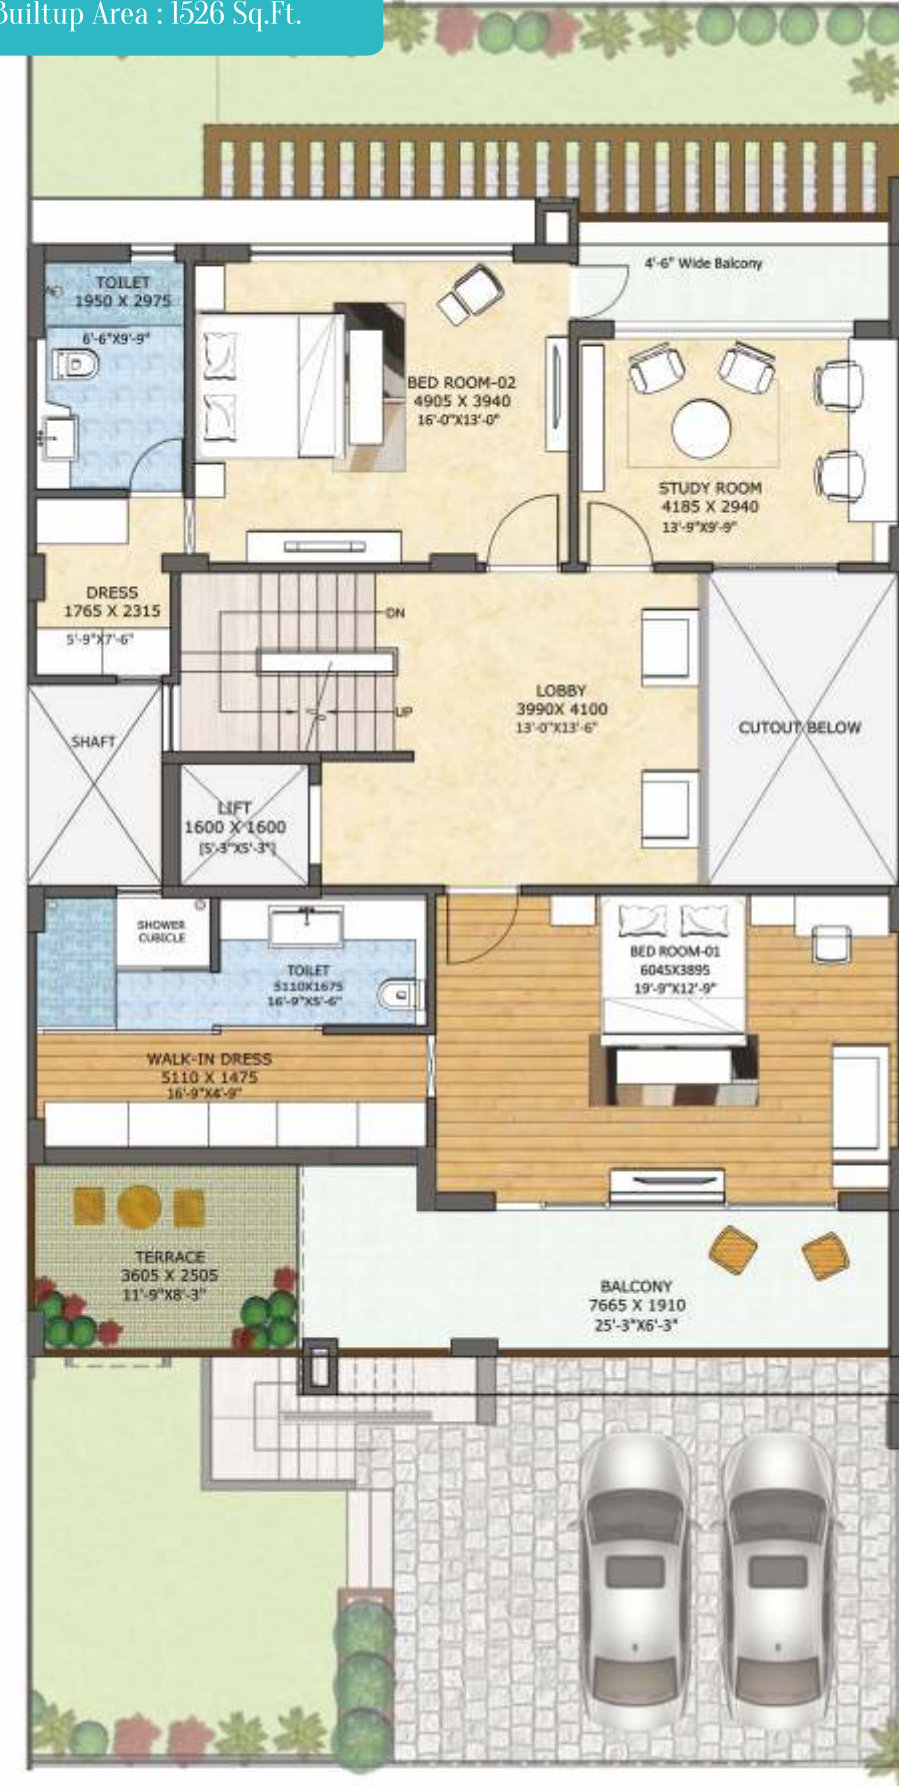 Builtup Area : 1526 Sq.Ft.
4'-6" Wide Balcony
TOILET
1950 X 2975
6'-6"X9'-9"
BED ROOM-02
4905 X 3940
16'-0"X13'-0"
STUDY ROOM
4185 X 2940
13'-9"X9'-9"
DRESS
1765 X 2315
5'-9"X7'-6"
DN
UP
LOBBY
3990X 4100
13'-0"X13'-6"
CUTOUT BELOW
SHAFT
LIFT
1600 X 1600
[5'-3"X5'-3"]
SHOWER
CUBICLE
TOILET
5110X1675
16'-9"X5'-6"
BED ROOM-01
6045X3895
19'-9"X12'-9"
WALK-IN DRESS
5110 X 1475
16'-9"X4'-9"
TERRACE
3605 X 2505
11'-9"X8'-3"
BALCONY
7665 X 1910
25'-3"X6'-3"